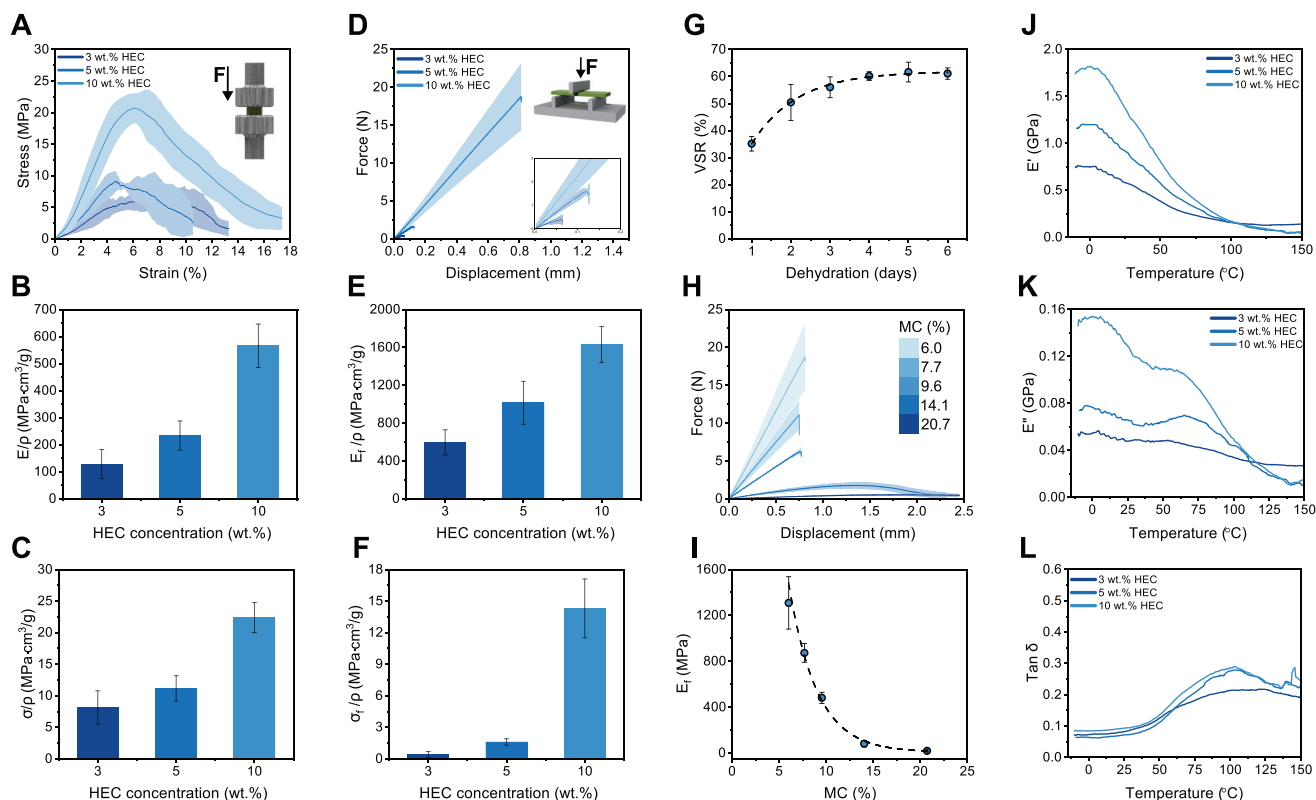 A
Stress (MPa)
30
25
20
15
10
5
0
3 wt.% HEC
5 wt.% HEC
10 wt.% HEC
F
0 2 4 6 8 10 12 14 16 18
Strain (%)
B
E/ρ (MPa·cm³/g)
700
600
500
400
300
200
100
0
3 5 10
HEC concentration (wt.%)
C
σ/ρ (MPa·cm³/g)
30
25
20
15
10
5
0
3 5 10
HEC concentration (wt.%)
D
Force (N)
25
20
15
10
5
0
3 wt.% HEC
5 wt.% HEC
10 wt.% HEC
F
0.0 0.2 0.4 0.6 0.8 1.0 1.2 1.4
Displacement (mm)
E
E_f /ρ (MPa·cm³/g)
2000
1600
1200
800
400
0
3 5 10
HEC concentration (wt.%)
F
σ_f /ρ (MPa·cm³/g)
18
15
12
9
6
3
0
3 5 10
HEC concentration (wt.%)
G
VSR (%)
70
60
50
40
30
20
10
0
1 2 3 4 5 6
Dehydration (days)
H
Force (N)
25
20
15
10
5
0
MC (%)
6.0
7.7
9.6
14.1
20.7
0.0 0.5 1.0 1.5 2.0 2.5
Displacement (mm)
I
E_f (MPa)
1600
1200
800
400
0
0 5 10 15 20 25
MC (%)
J
E' (GPa)
2.0
1.5
1.0
0.5
0.0
3 wt.% HEC
5 wt.% HEC
10 wt.% HEC
0 25 50 75 100 125 150
Temperature (°C)
K
E" (GPa)
0.16
0.12
0.08
0.04
0.00
3 wt.% HEC
5 wt.% HEC
10 wt.% HEC
0 25 50 75 100 125 150
Temperature (°C)
L
Tan δ
0.6
0.5
0.4
0.3
0.2
0.1
0.0
3 wt.% HEC
5 wt.% HEC
10 wt.% HEC
0 25 50 75 100 125 150
Temperature (°C)